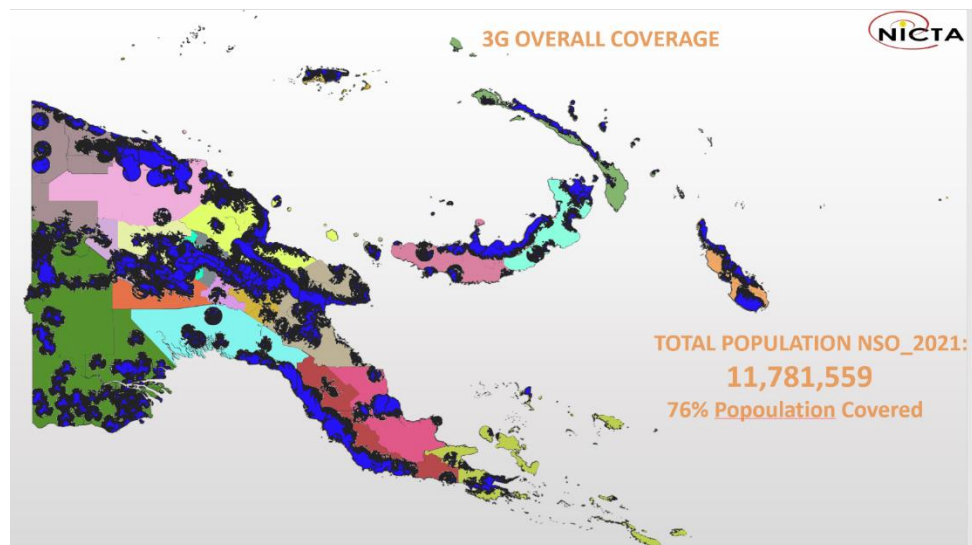 3G OVERALL COVERAGE
NICTA
TOTAL POPULATION NSO_2021:
11,781,559
76% Popoulation Covered